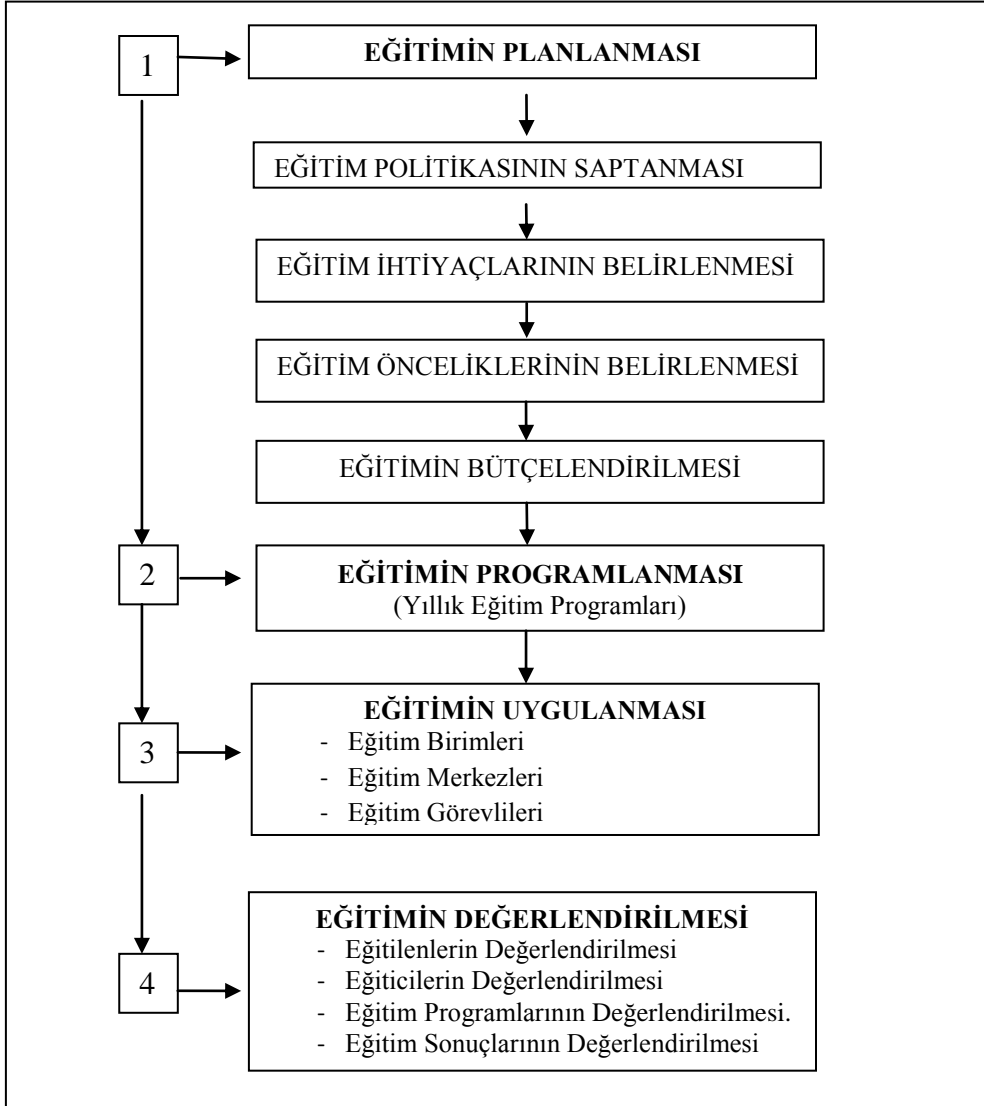 1
EĞİTİMİN PLANLANMASI
EĞİTİM POLİTİKASININ SAPTANMASI
EĞİTİM İHTİYAÇLARININ BELİRLENMESİ
EĞİTİM ÖNCELİKLERİNİN BELİRLENMESİ
EĞİTİMİN BÜTÇELENDİRİLMESİ
2
EĞİTİMİN PROGRAMLANMASI
(Yıllık Eğitim Programları)
3
EĞİTİMİN UYGULANMASI
- Eğitim Birimleri
- Eğitim Merkezleri
- Eğitim Görevlileri
4
EĞİTİMİN DEĞERLENDİRİLMESİ
- Eğitilenlerin Değerlendirilmesi
- Eğiticilerin Değerlendirilmesi
- Eğitim Programlarının Değerlendirilmesi.
- Eğitim Sonuçlarının Değerlendirilmesi